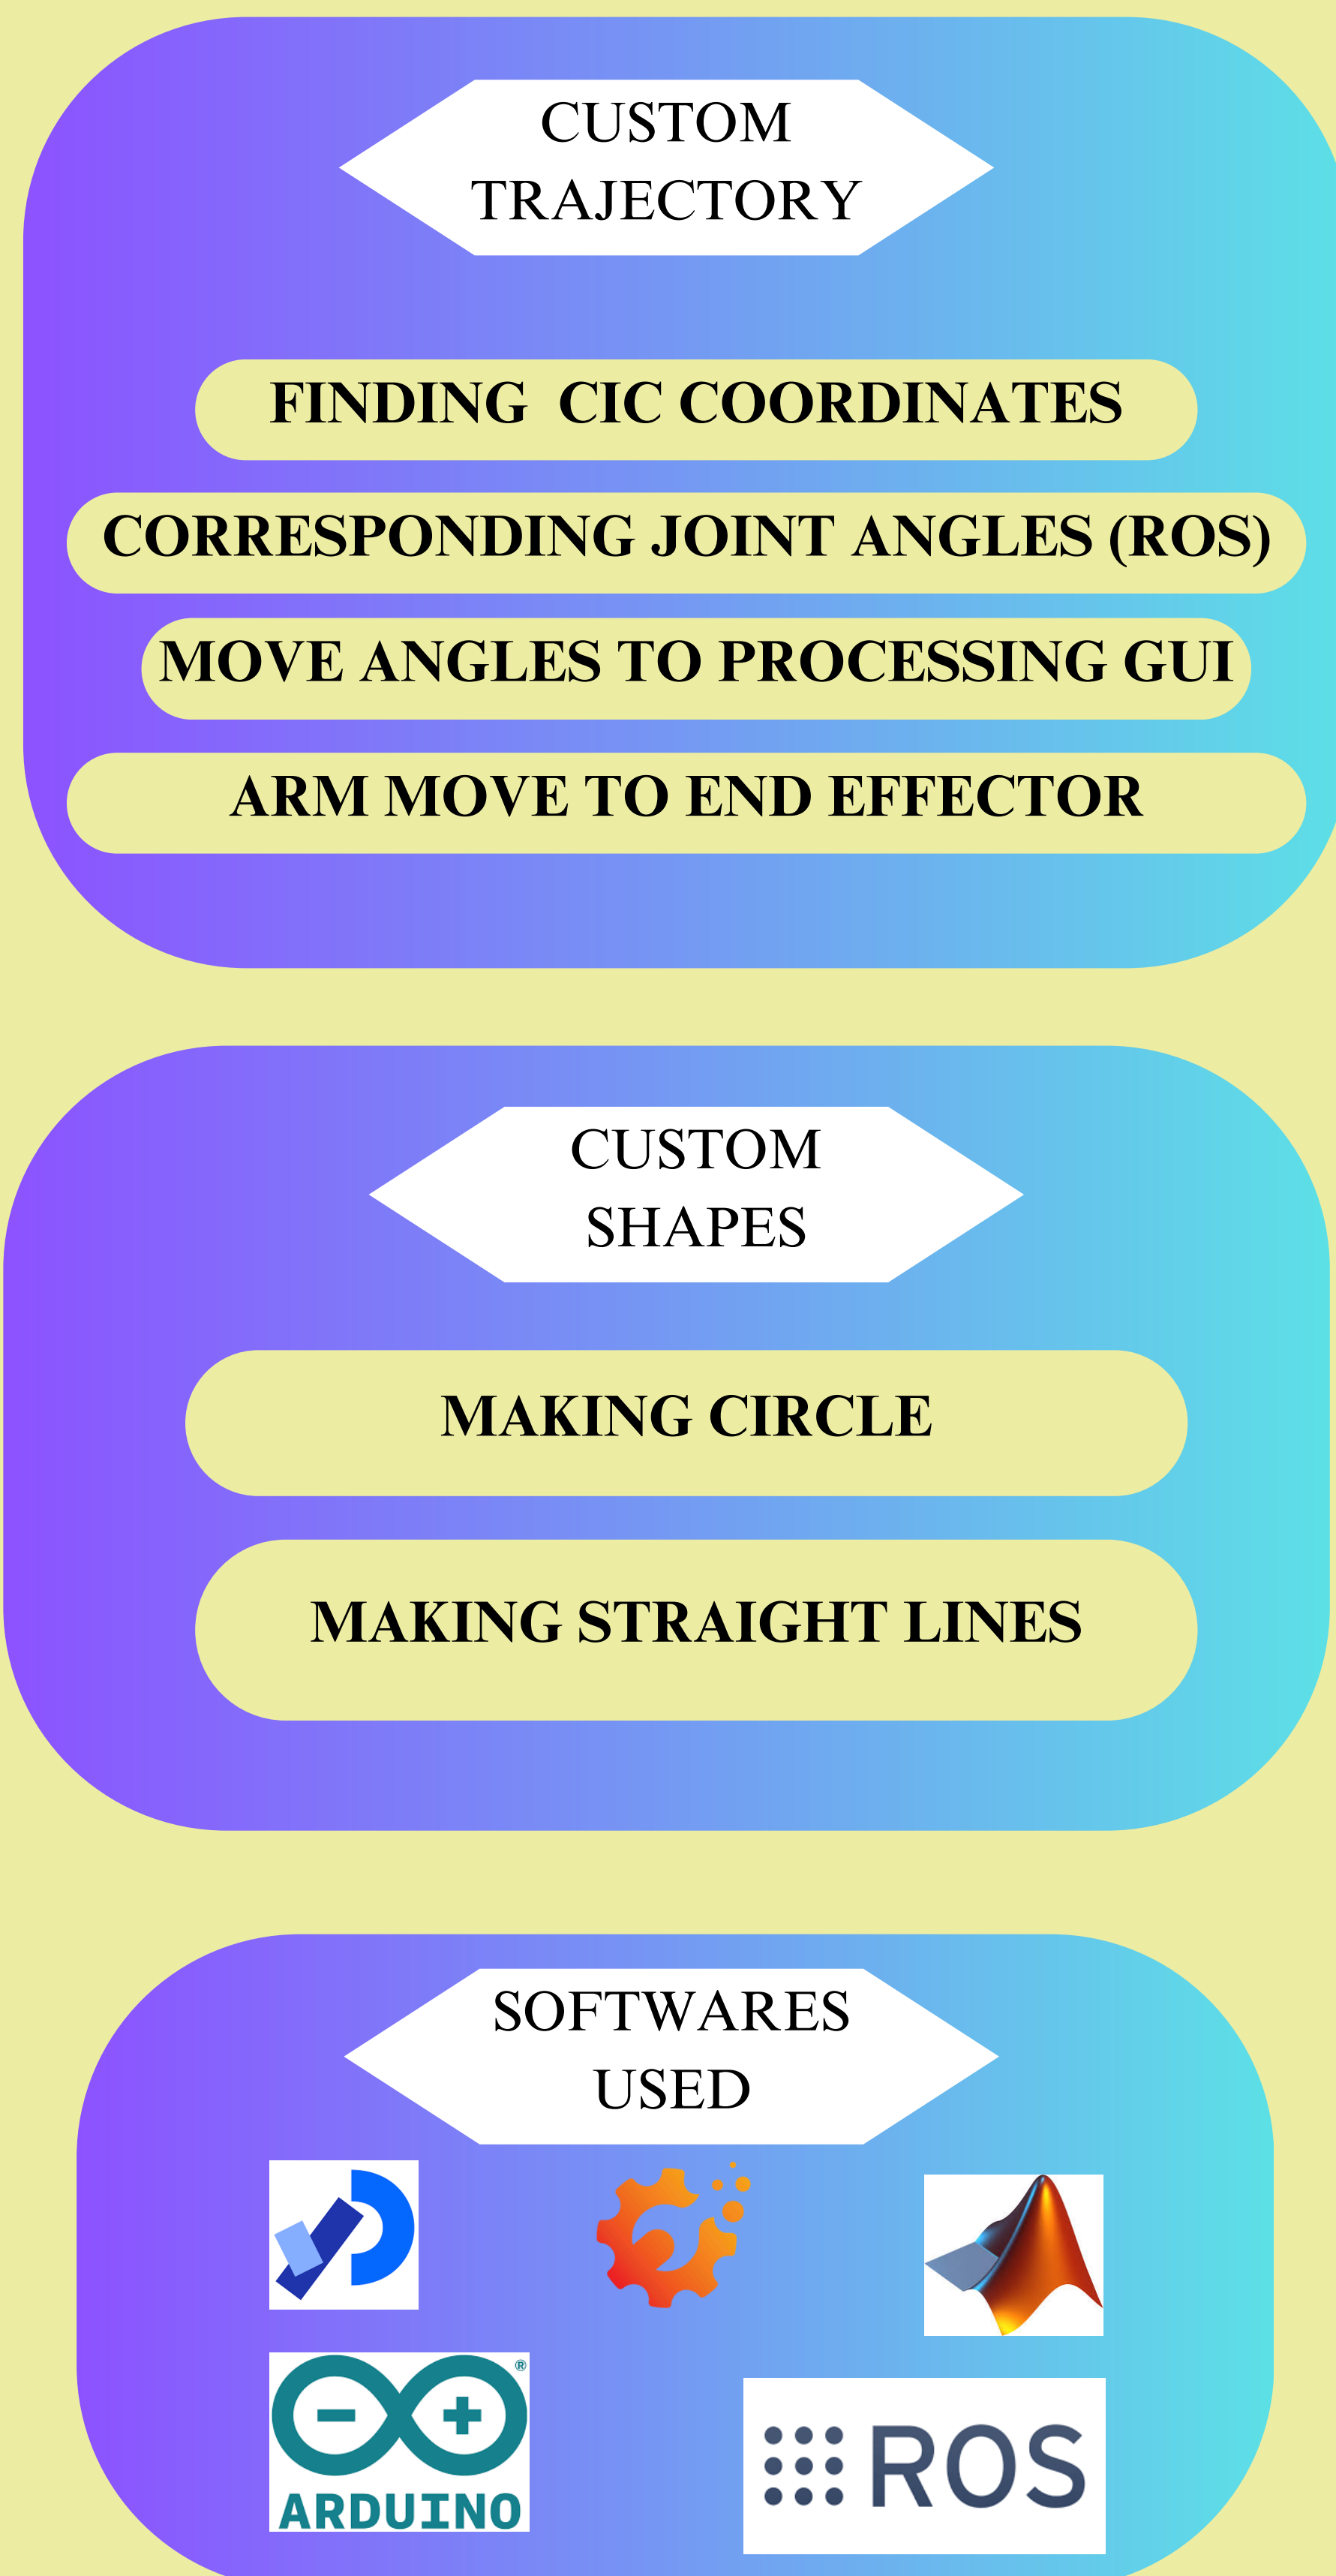 CUSTOM
TRAJECTORY
FINDING  CIC COORDINATES
CORRESPONDING JOINT ANGLES (ROS)
MOVE ANGLES TO PROCESSING GUI
ARM MOVE TO END EFFECTOR
CUSTOM
SHAPES
MAKING CIRCLE
MAKING STRAIGHT LINES
SOFTWARES
USED
®
ARDUINO
ROS